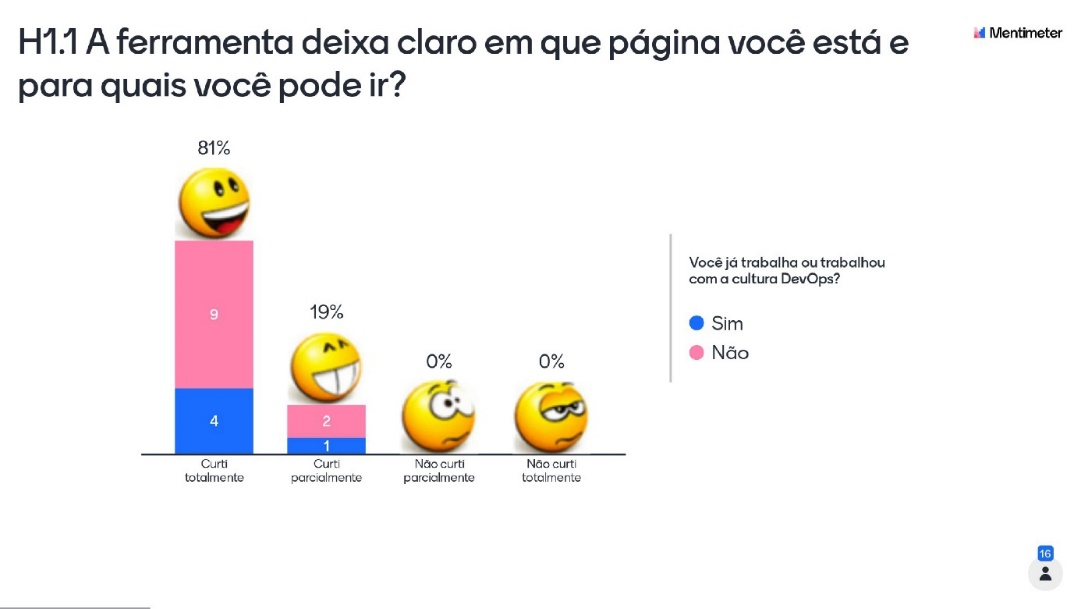 H1.1 A ferramenta deixa claro em que página você está e
para quais você pode ir?
Mentimeter
81%
9
4
19%
2
1
0%
0%
Curti
totalmente
Curti
parcialmente
Não curti
parcialmente
Não curti
totalmente
Você já trabalha ou trabalhou
com a cultura DevOps?
Sim
Não
16